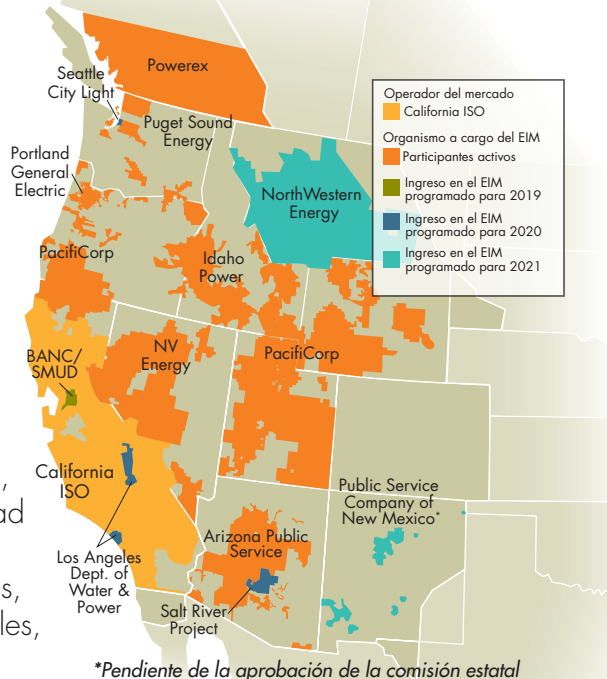 Powerex
Seattle
City Light
Puget Sound
Energy
Portland
General
Electric
NorthWestern
Energy
PacifiCorp
Idaho
Power
NV
Energy
PacifiCorp
BANC/
SMUD
California
ISO
Los Angeles
Dept. of
Water &
Power
Arizona Public
Service
Salt River
Project
Public Service
Company of
New Mexico*
Operador del mercado
California ISO
Organismo a cargo del EIM
Participantes activos
Ingreso en el EIM
programado para 2019
Ingreso en el EIM
programado para 2020
Ingreso en el EIM
programado para 2021
,
ad
s,
les,
*Pendiente de la aprobación de la comisión estatal